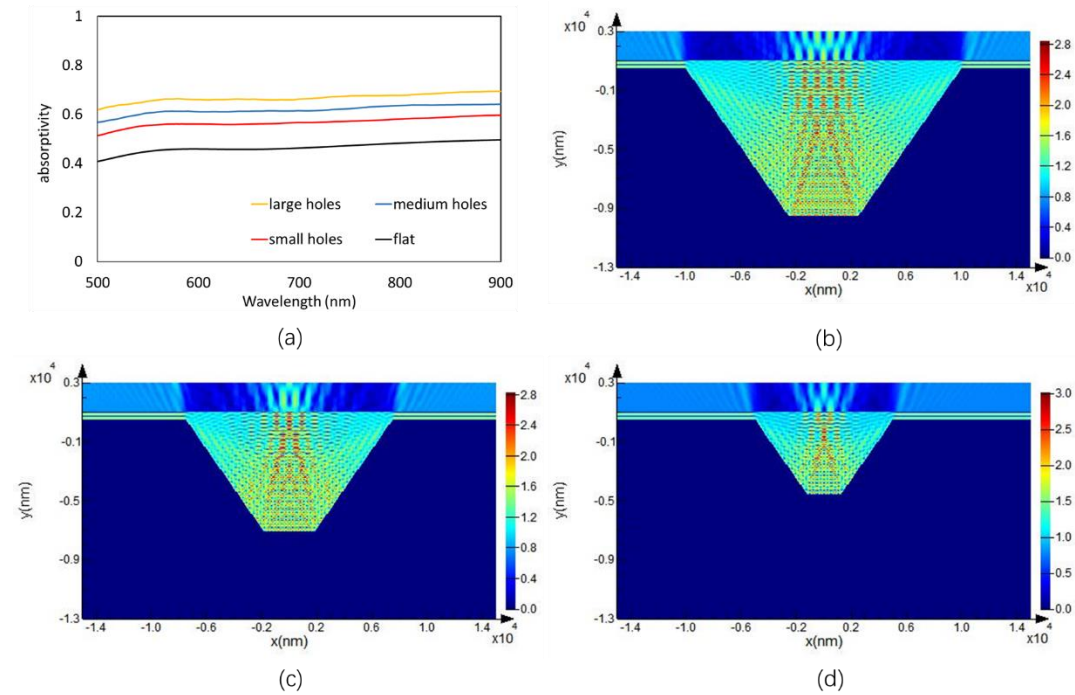 1
0.8
0.6
0.4
0.2
0
absorptivity
large holes
medium holes
small holes
flat
500
600
700
800
900
Wavelength (nm)
(a)
x10 4
0.3
-0.1
-0.5
-0.9
-1.3
y(nm)
-1.4 -1.0 -0.6 -0.2 0.2 0.6 1.0 1.4
x(nm)
x10 4
2.8
2.4
2.0
1.6
1.2
0.8
0.4
0.0
(b)
x10 4
0.3
-0.1
-0.5
-0.9
-1.3
y(nm)
-1.4 -1.0 -0.6 -0.2 0.2 0.6 1.0 1.4
x(nm)
x10 4
2.8
2.4
2.0
1.6
1.2
0.8
0.4
0.0
(c)
x10 4
0.3
-0.1
-0.5
-0.9
-1.3
y(nm)
-1.4 -1.0 -0.6 -0.2 0.2 0.6 1.0 1.4
x(nm)
x10 4
3.0
2.6
2.2
1.8
1.4
1.0
0.4
0.0
(d)